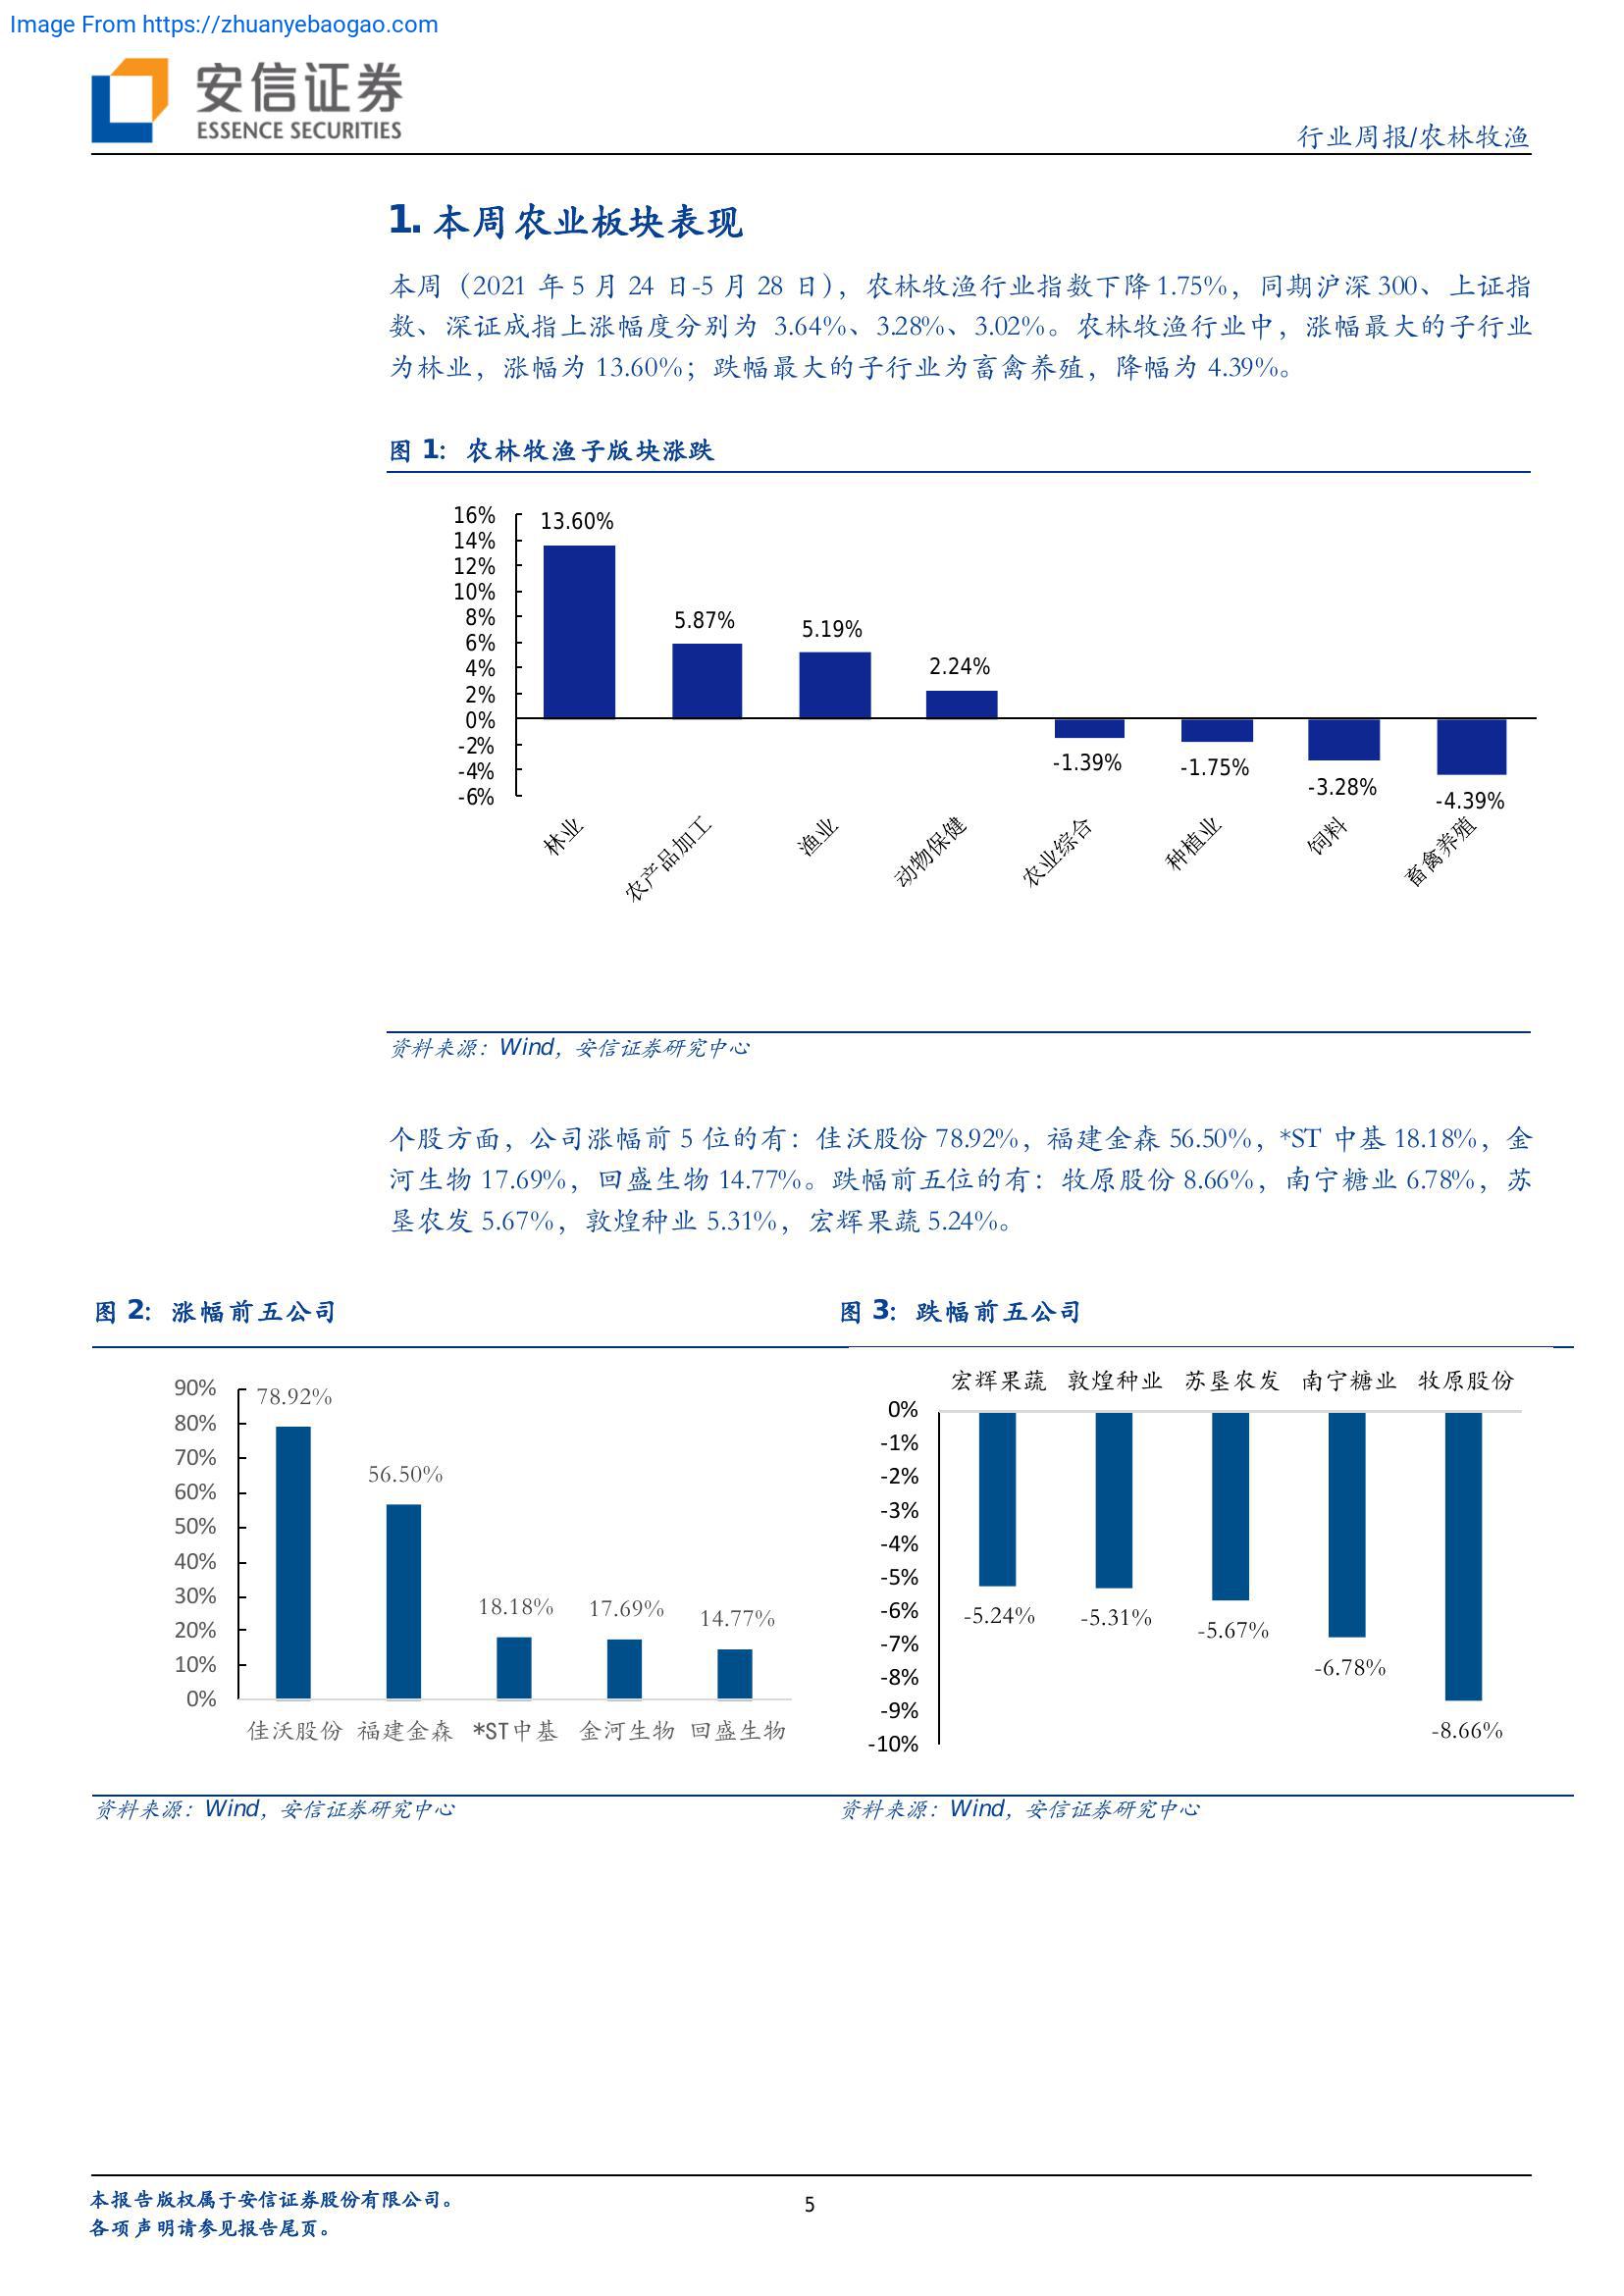 Image From https://zhuanyebaogao.com
安信证券
ESSENCE SECURITIES
行业周报/农林牧渔
1. 本周农业板块表现
本周（2021 年 5 月 24 日-5 月 28 日），农林牧渔行业指数下降 1.75%，同期沪深 300、上证指
数、深证成指上涨幅度分别为 3.64%、3.28%、3.02%。农林牧渔行业中，涨幅最大的子行业
为林业，涨幅为 13.60%；跌幅最大的子行业为畜禽养殖，降幅为 4.39%。
图 1：农林牧渔子版块涨跌
16%
14%
12%
10%
8%
6%
4%
2%
0%
-2%
-4%
-6%
13.60%
5.87%
5.19%
2.24%
-1.39%
-1.75%
-3.28%
-4.39%
林业
农产品加工
渔业
动物保健
农业综合
种植业
饲料
畜禽养殖
资料来源：Wind，安信证券研究中心
个股方面，公司涨幅前 5 位的有：佳沃股份 78.92%，福建金森 56.50%，*ST 中基 18.18%，金
河生物 17.69%，回盛生物 14.77%。跌幅前五位的有：牧原股份 8.66%，南宁糖业 6.78%，苏
垦农发 5.67%，敦煌种业 5.31%，宏辉果蔬 5.24%。
图 2：涨幅前五公司
90%
80%
70%
60%
50%
40%
30%
20%
10%
0%
78.92%
56.50%
18.18%
17.69%
14.77%
佳沃股份 福建金森 *ST中基 金河生物 回盛生物
资料来源：Wind，安信证券研究中心
图 3：跌幅前五公司
宏辉果蔬 敦煌种业 苏垦农发 南宁糖业 牧原股份
0%
-1%
-2%
-3%
-4%
-5%
-6%
-7%
-8%
-9%
-10%
-5.24%
-5.31%
-5.67%
-6.78%
-8.66%
资料来源：Wind，安信证券研究中心
本报告版权属于安信证券股份有限公司。
各项声明请参见报告尾页。
5